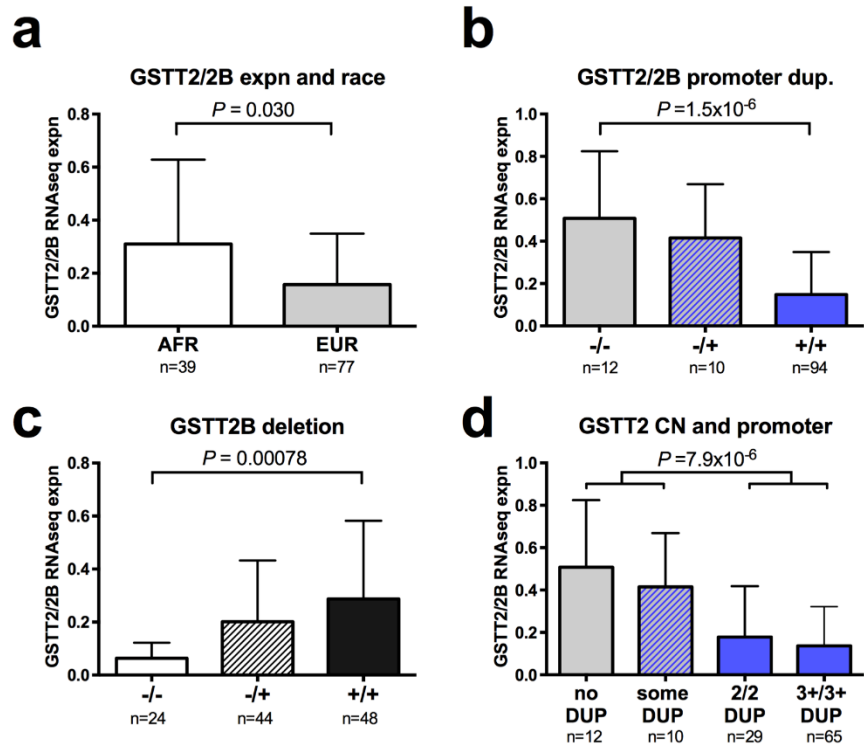 a
GSTT2/2B expn and race
P = 0.030
GSTT2/2B RNAseq expn
0.8
0.6
0.4
0.2
0.0
AFR EUR
n=39 n=77
b
GSTT2/2B promoter dup.
P =1.5x10-6
GSTT2/2B RNAseq expn
1.0
0.8
0.6
0.4
0.2
0.0
-/- -/+ +/+
n=12 n=10 n=94
c
GSTT2B deletion
P = 0.00078
GSTT2/2B RNAseq expn
0.8
0.6
0.4
0.2
0.0
-/- -/+ +/+
n=24 n=44 n=48
d
GSTT2 CN and promoter
P =7.9x10-6
GSTT2/2B RNAseq expn
1.0
0.8
0.6
0.4
0.2
0.0
no some 2/2 3+/3+
DUP DUP DUP DUP
n=12 n=10 n=29 n=65